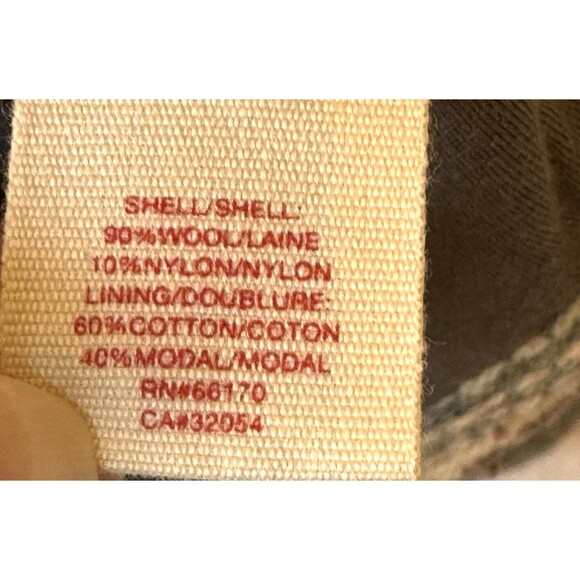 SHELL/SHELL:
90%WOOL/LAINE
10%NYLON/NYLON
LINING/DOUBLURE:
60%COTTON/COTON
40%MODAL/MODAL
RN#66170
CA#32054